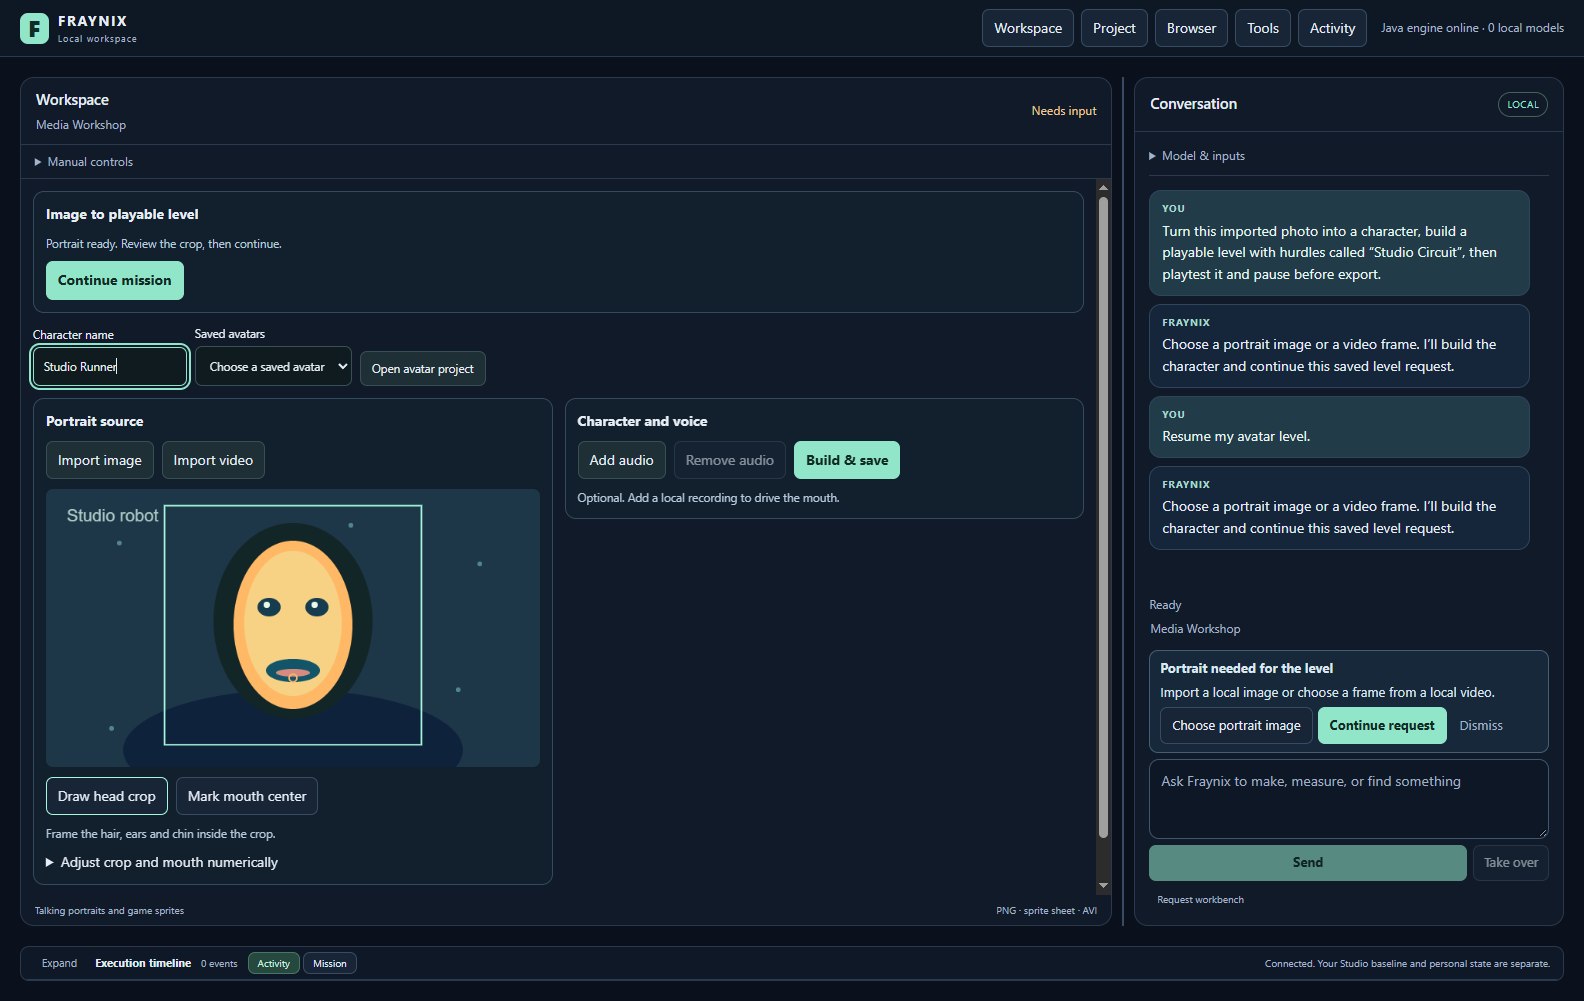 F
FRAYNIX
Local workspace
Workspace
Project
Browser
Tools
Activity
Java engine online · 0 local models
Workspace
Media Workshop
Needs input
Manual controls
Image to playable level
Portrait ready. Review the crop, then continue.
Continue mission
Character name
Saved avatars
Studio Runner
Choose a saved avatar
Open avatar project
Portrait source
Import image
Import video
Studio robot
Draw head crop
Mark mouth center
Frame the hair, ears and chin inside the crop.
Adjust crop and mouth numerically
Character and voice
Add audio
Remove audio
Build & save
Optional. Add a local recording to drive the mouth.
Talking portraits and game sprites
PNG · sprite sheet · AVI
Conversation
LOCAL
Model & inputs
YOU
Turn this imported photo into a character, build a
playable level with hurdles called “Studio Circuit”, then
playtest it and pause before export.
FRAYNIX
Choose a portrait image or a video frame. I’ll build the
character and continue this saved level request.
YOU
Resume my avatar level.
FRAYNIX
Choose a portrait image or a video frame. I’ll build the
character and continue this saved level request.
Ready
Media Workshop
Portrait needed for the level
Import a local image or choose a frame from a local video.
Choose portrait image
Continue request
Dismiss
Ask Fraynix to make, measure, or find something
Send
Take over
Request workbench
Expand
Execution timeline
0 events
Activity
Mission
Connected. Your Studio baseline and personal state are separate.